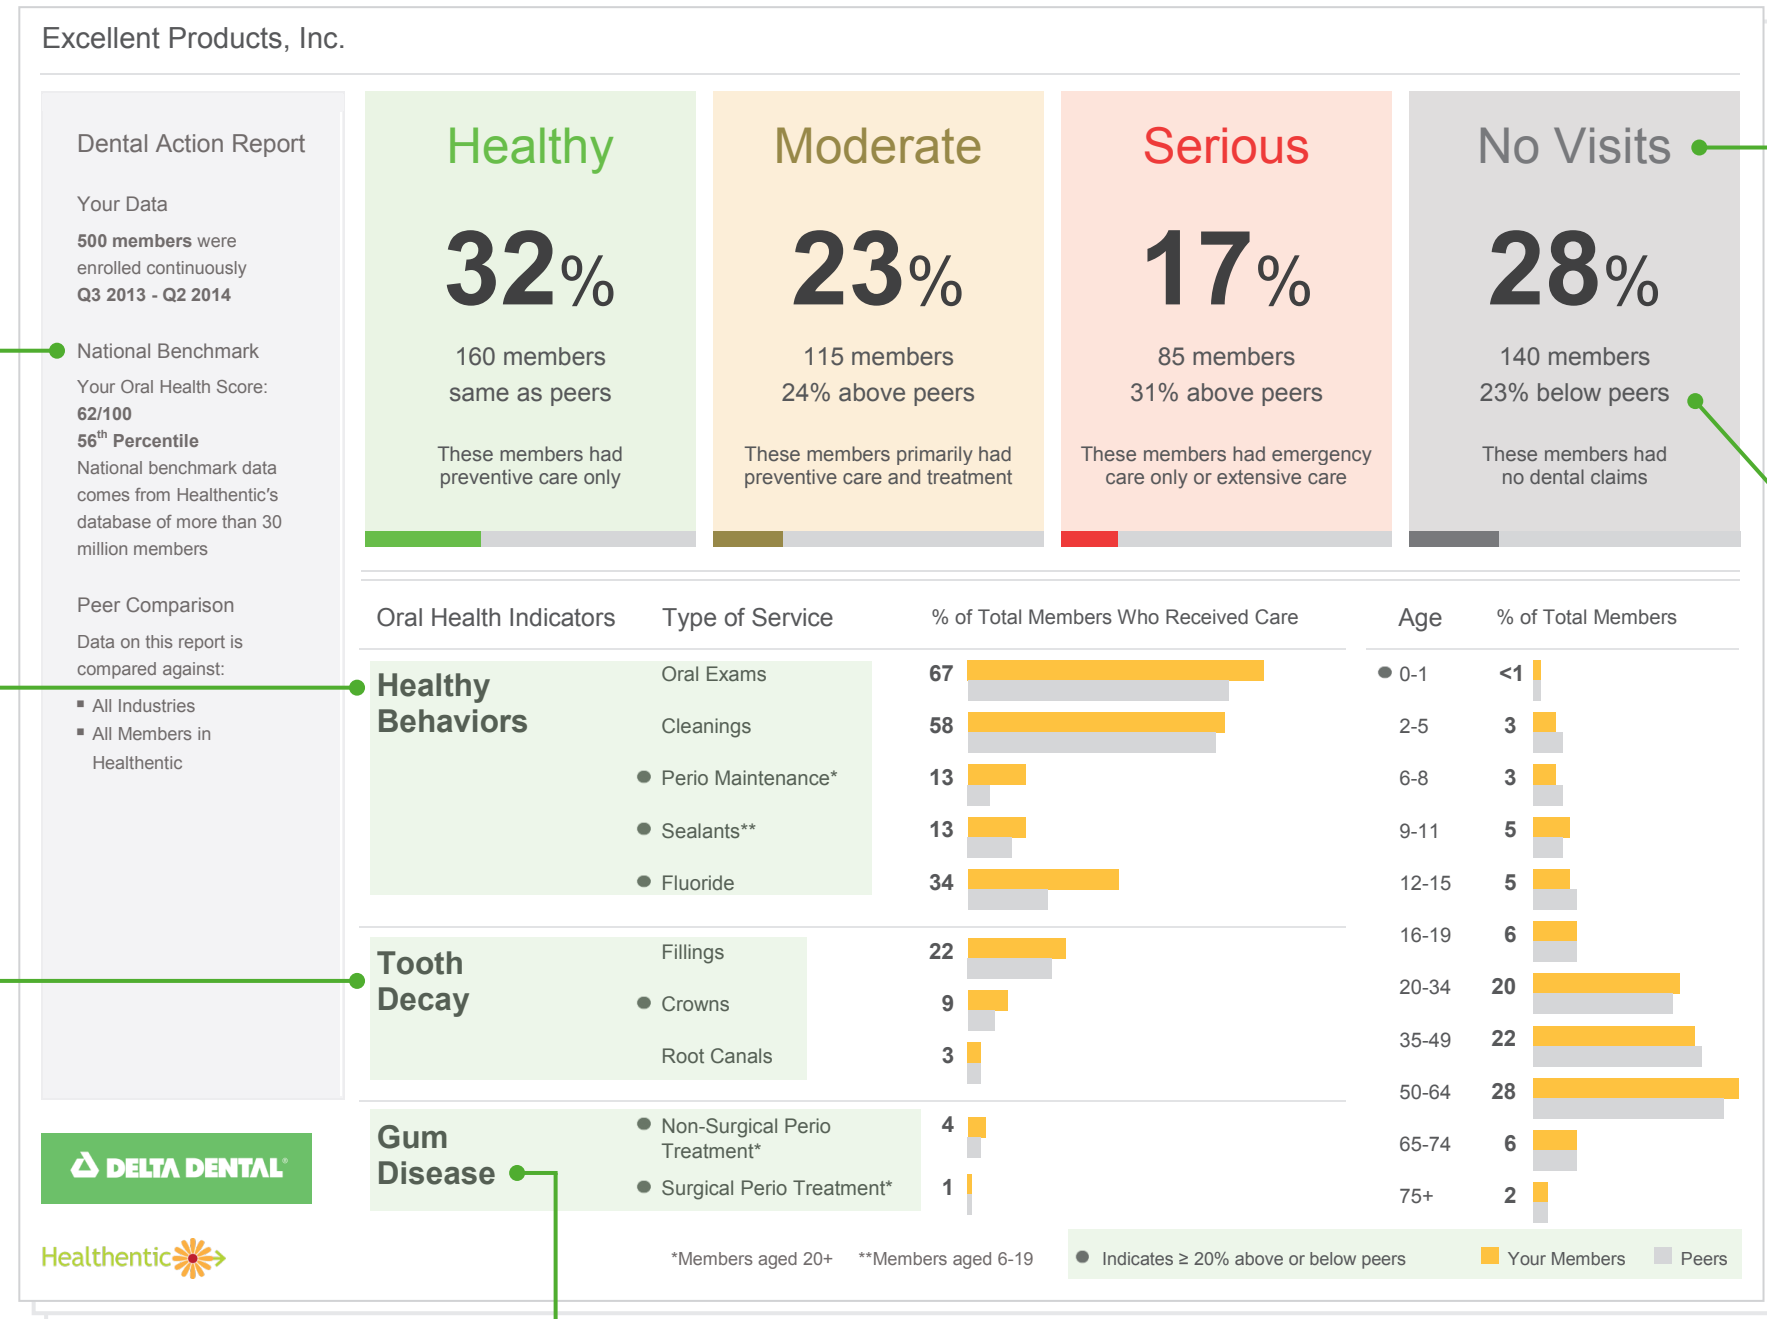 Excellent Products, Inc.
Dental Action Report
Your Data
500 members were
enrolled continuously
Q3 2013 - Q2 2014
National Benchmark
Your Oral Health Score:
62/100
56th Percentile
National benchmark data
comes from Healthentic's
database of more than 30
million members
Peer Comparison
Data on this report is
compared against:
All Industries
All Members in
Healthentic
DELTA DENTAL®
Healthentic
Healthy
32%
160 members
same as peers
These members had
preventive care only
Moderate
23%
115 members
24% above peers
These members primarily had
preventive care and treatment
Serious
17%
85 members
31% above peers
These members had emergency
care only or extensive care
No Visits
28%
140 members
23% below peers
These members had
no dental claims
Oral Health Indicators Type of Service % of Total Members Who Received Care
Healthy
Behaviors
Oral Exams 67
Cleanings 58
Perio Maintenance* 13
Sealants** 13
Fluoride 34
Tooth
Decay
Fillings 22
Crowns 9
Root Canals 3
Gum
Disease
Non-Surgical Perio
Treatment* 4
Surgical Perio Treatment* 1
Age % of Total Members
0-1 <1
2-5 3
6-8 3
9-11 5
12-15 5
16-19 6
20-34 20
35-49 22
50-64 28
65-74 6
75+ 2
*Members aged 20+ **Members aged 6-19
Indicates ≥ 20% above or below peers Your Members Peers